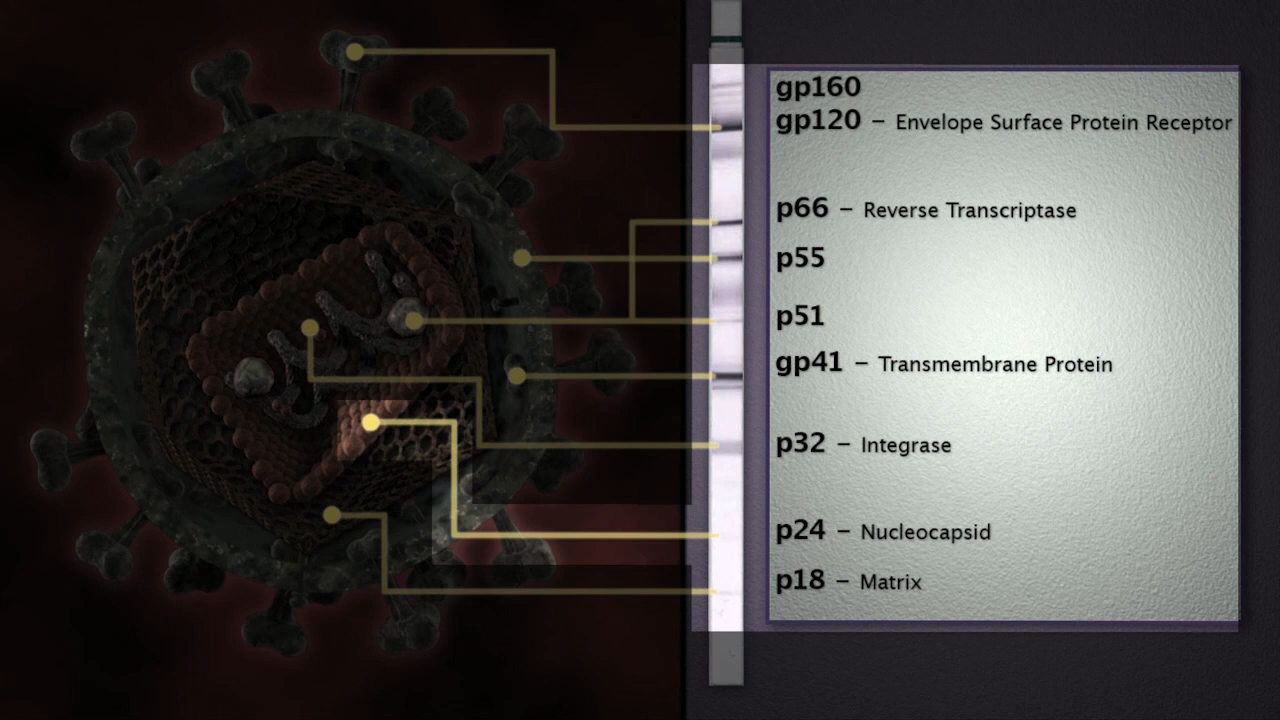 gp160
gp120 – Envelope Surface Protein Receptor
p66 – Reverse Transcriptase
p55
p51
gp41 – Transmembrane Protein
p32 – Integrase
p24 – Nucleocapsid
p18 – Matrix